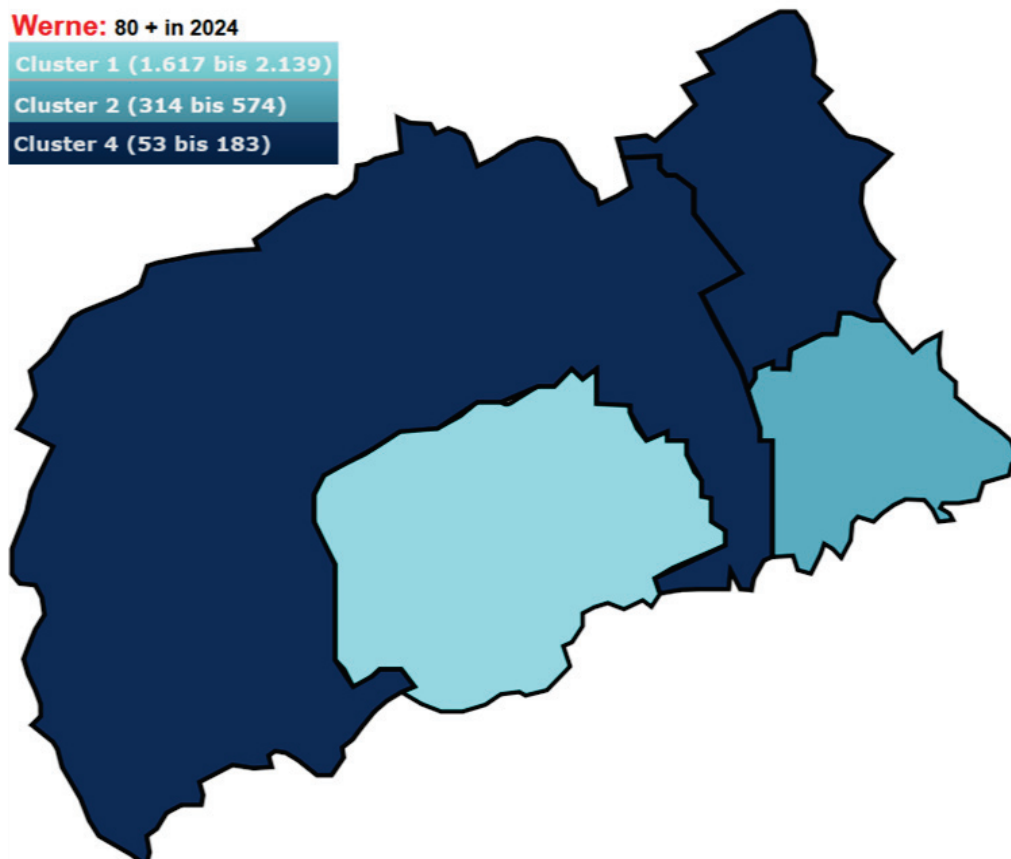 Werne: 80 + in 2024
Cluster 1 (1.617 bis 2.139)
Cluster 2 (314 bis 574)
Cluster 4 (53 bis 183)